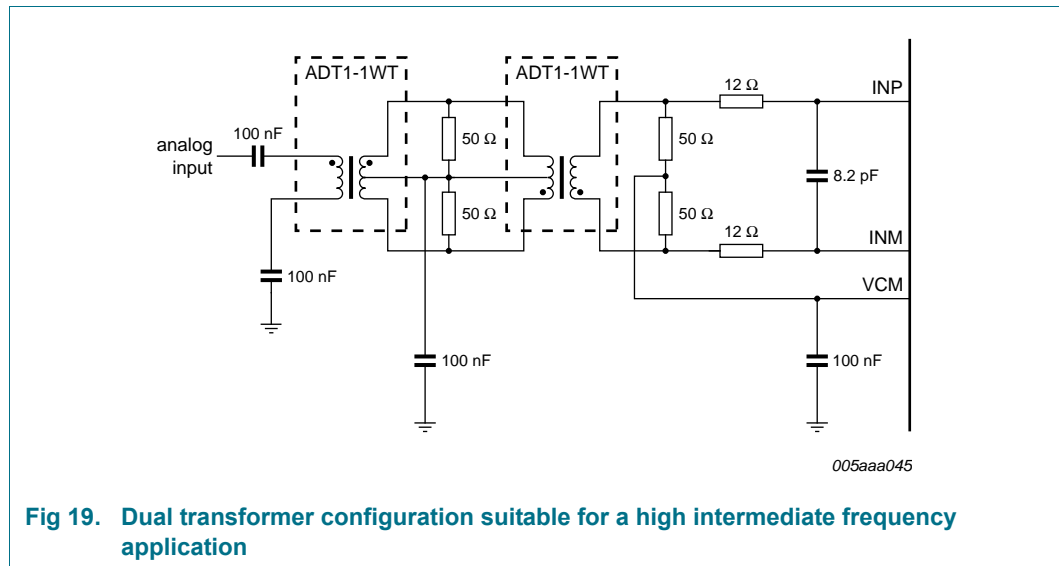 ADT1-1WT
ADT1-1WT
12 Ω
INP
100 nF
analog
input
50 Ω
50 Ω
8.2 pF
50 Ω
50 Ω
12 Ω
INM
100 nF
VCM
100 nF
100 nF
005aaa045
Fig 19. Dual transformer configuration suitable for a high intermediate frequency
application